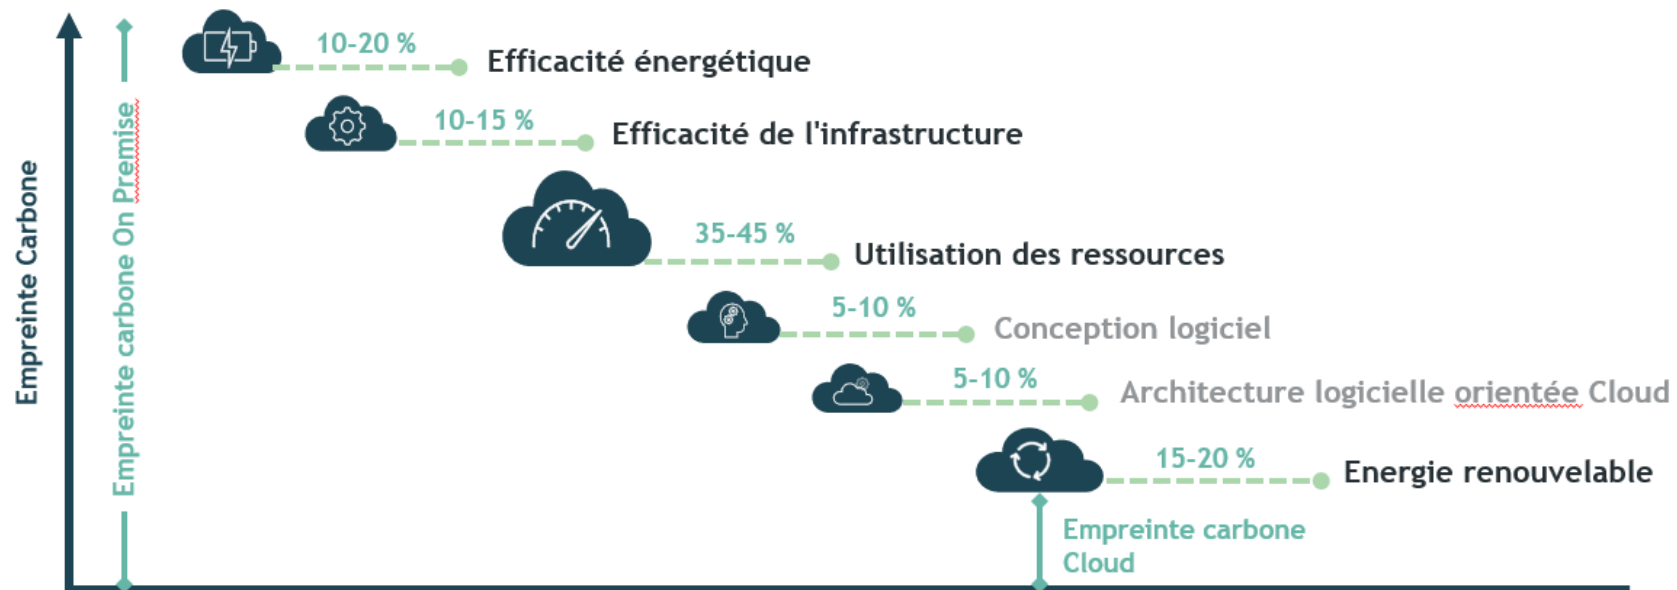 Empreinte Carbone
Empreinte carbone On Premise
10-20 %
Efficacité énergétique
10-15 %
Efficacité de l'infrastructure
35-45 %
Utilisation des ressources
5-10 %
Conception logiciel
5-10 %
Architecture logicielle orientée Cloud
15-20 %
Energie renouvelable
Empreinte carbone
Cloud